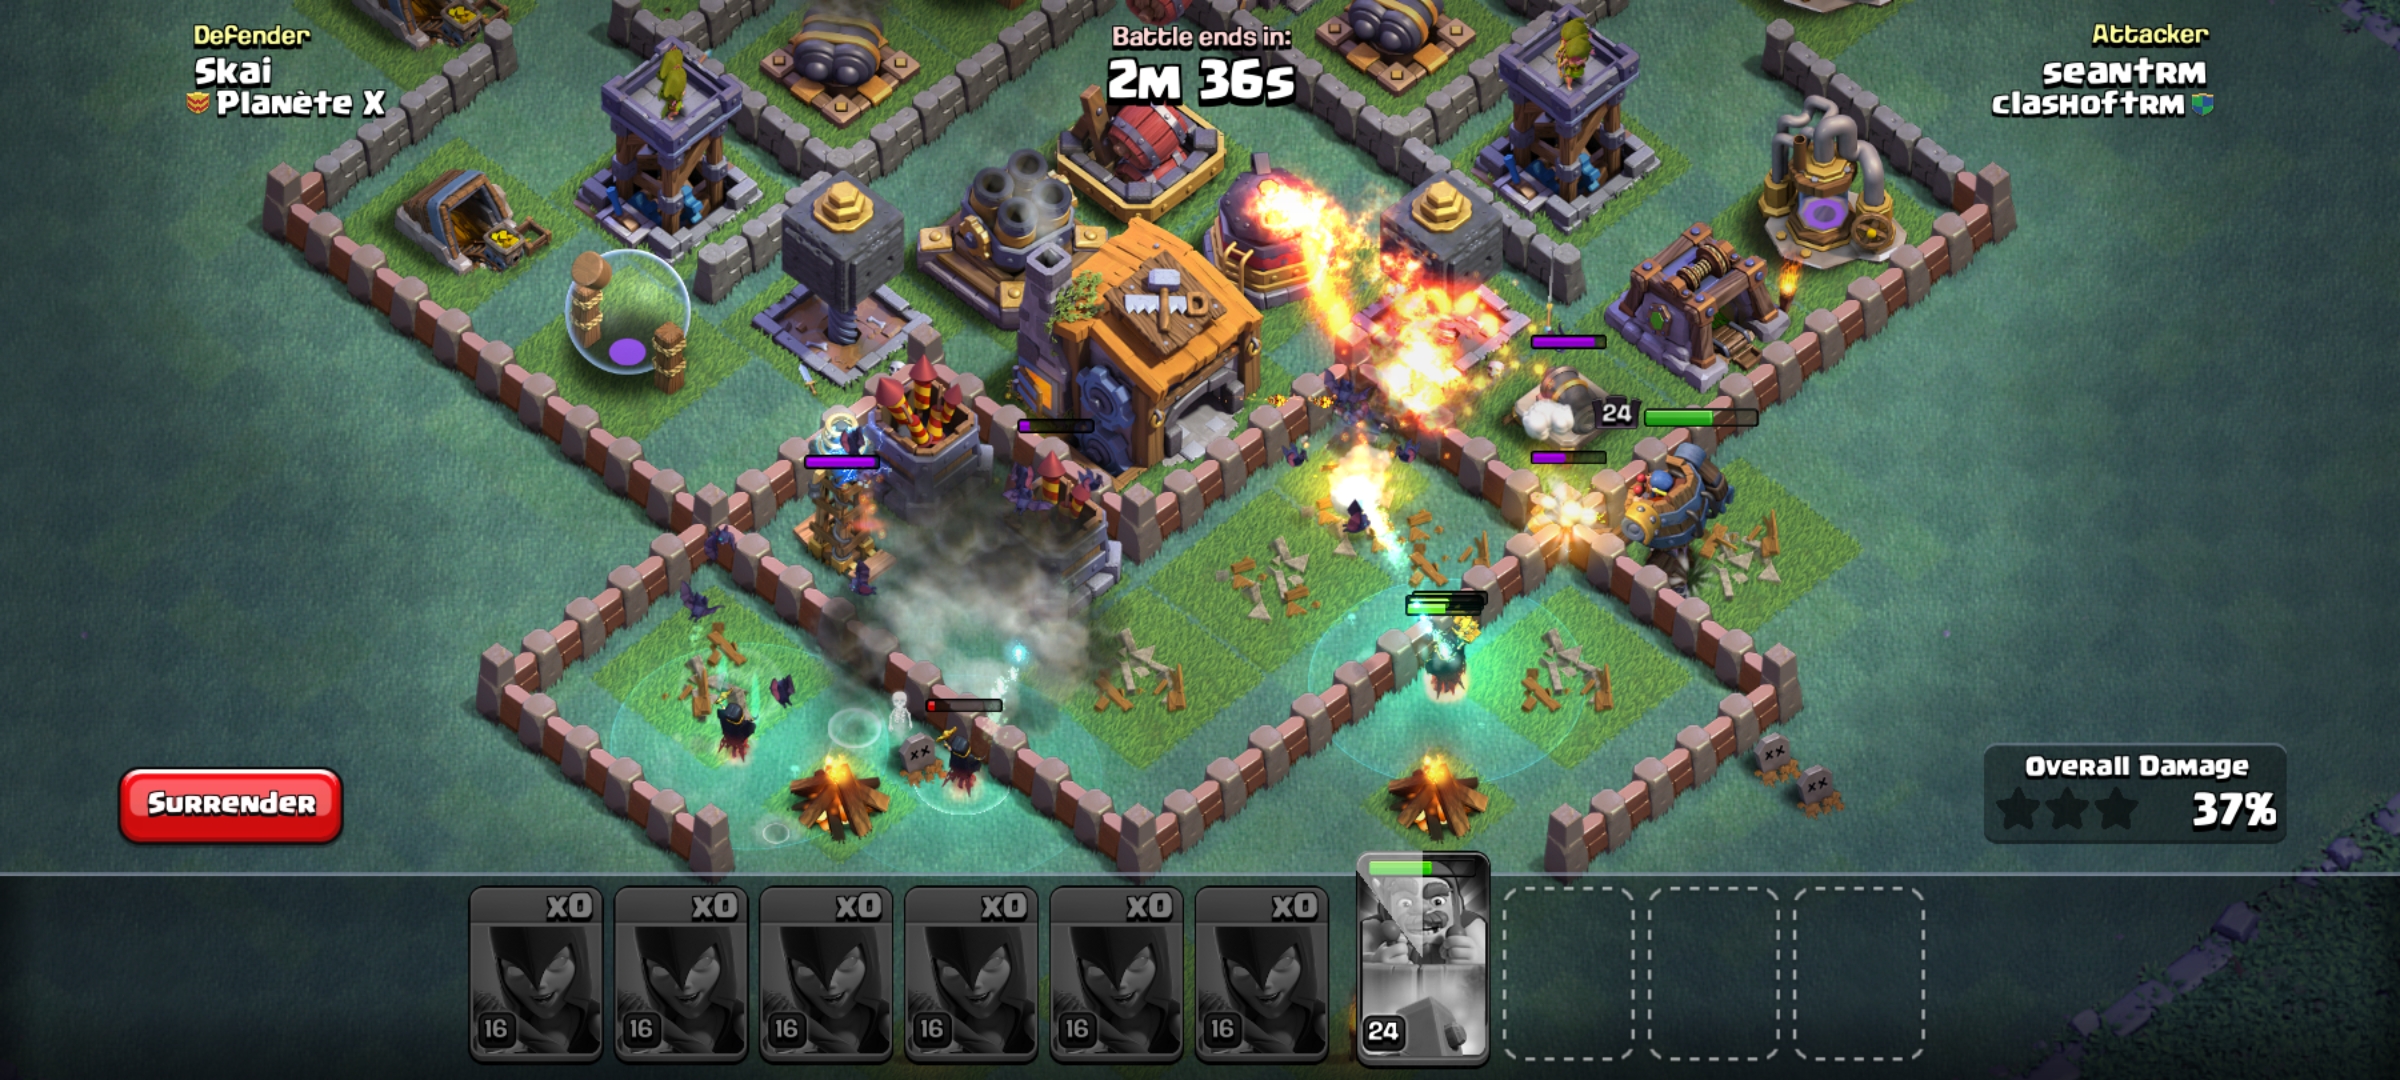 Defender
Skai
Planète X
Battle ends in:
2m 36s
Attacker
seantrm
clashoftrm
24
Surrender
Overall Damage
37%
x0 x0 x0 x0 x0 x0
16 16 16 16 16 16 24